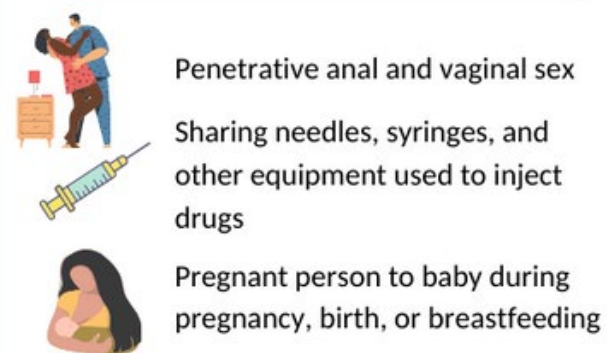 Penetrative anal and vaginal sex
Sharing needles, syringes, and
other equipment used to inject
drugs
Pregnant person to baby during
pregnancy, birth, or breastfeeding